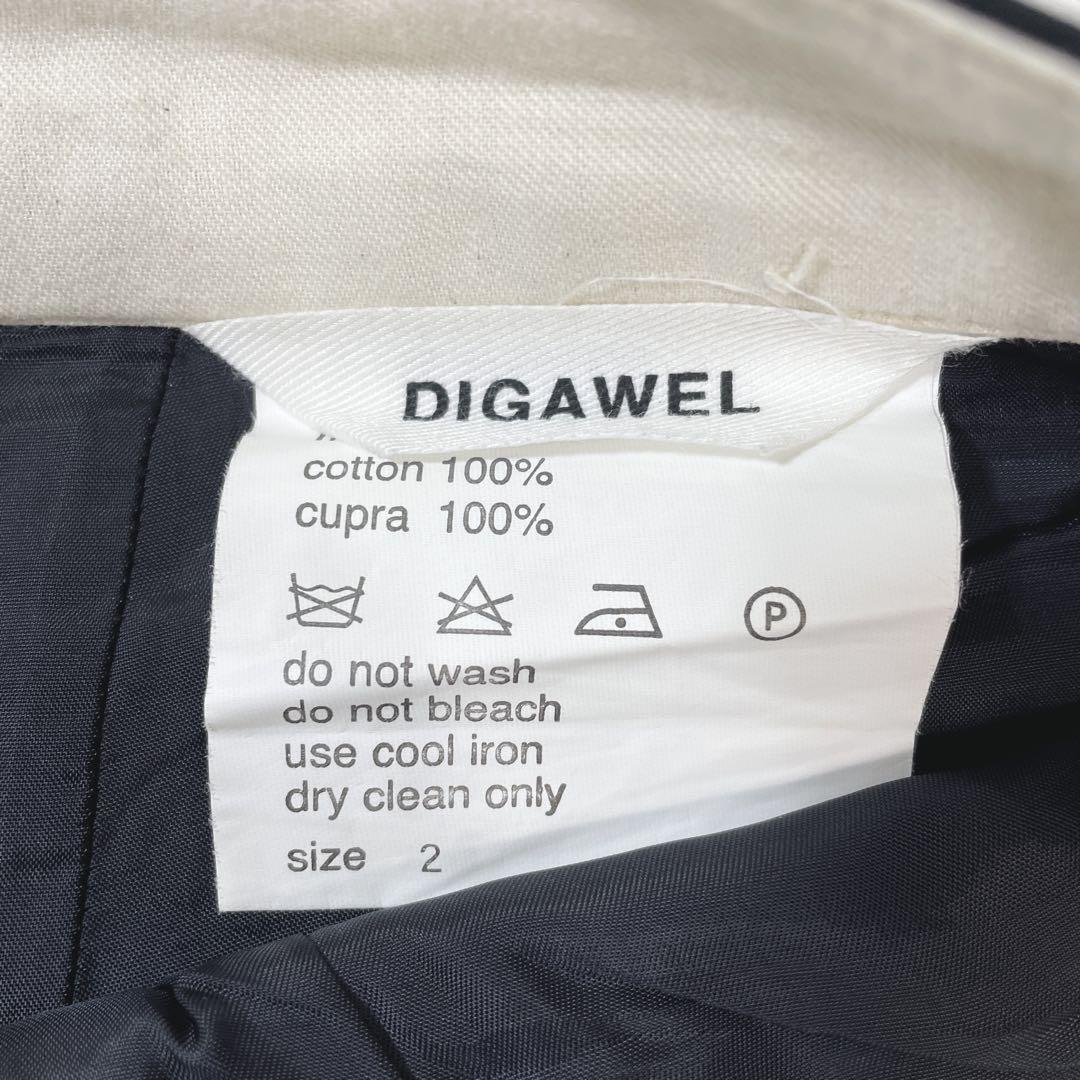 DIGAWEL
cotton 100%
cupra 100%
P
do not wash
do not bleach
use cool iron
dry clean only
size 2